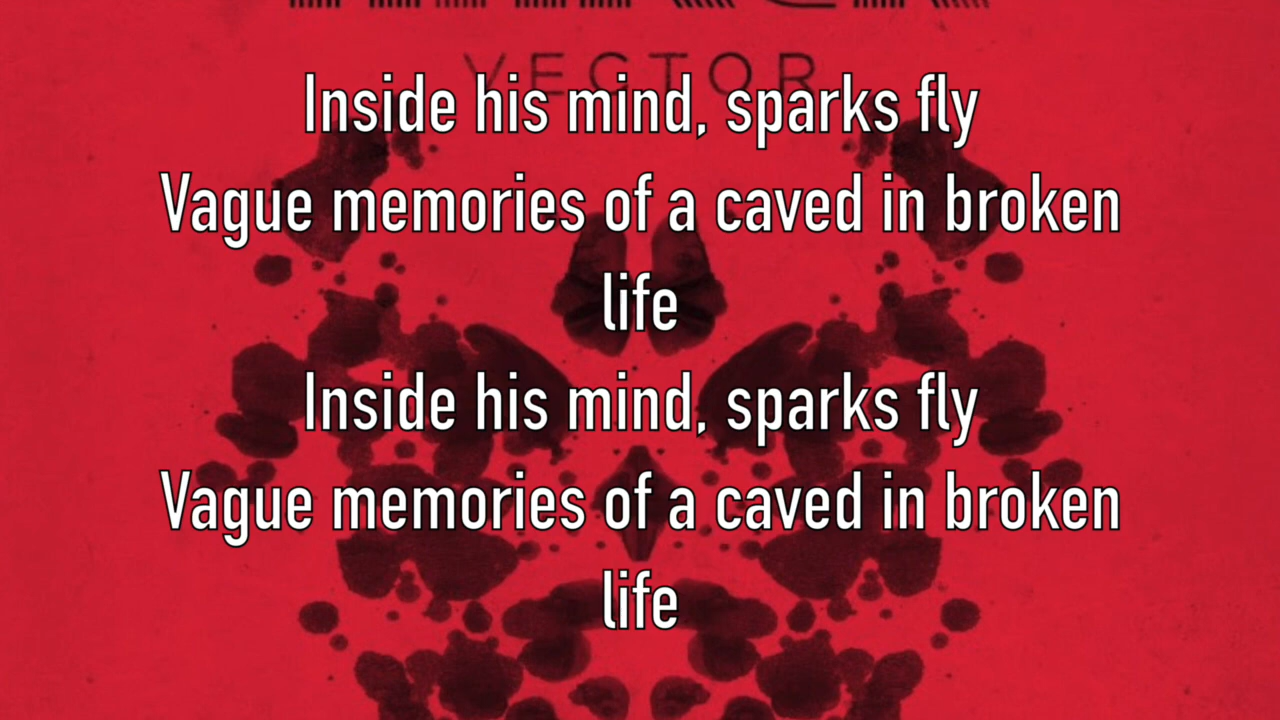 VECTOR
Inside his mind, sparks fly
Vague memories of a caved in broken
life
Inside his mind, sparks fly
Vague memories of a caved in broken
life